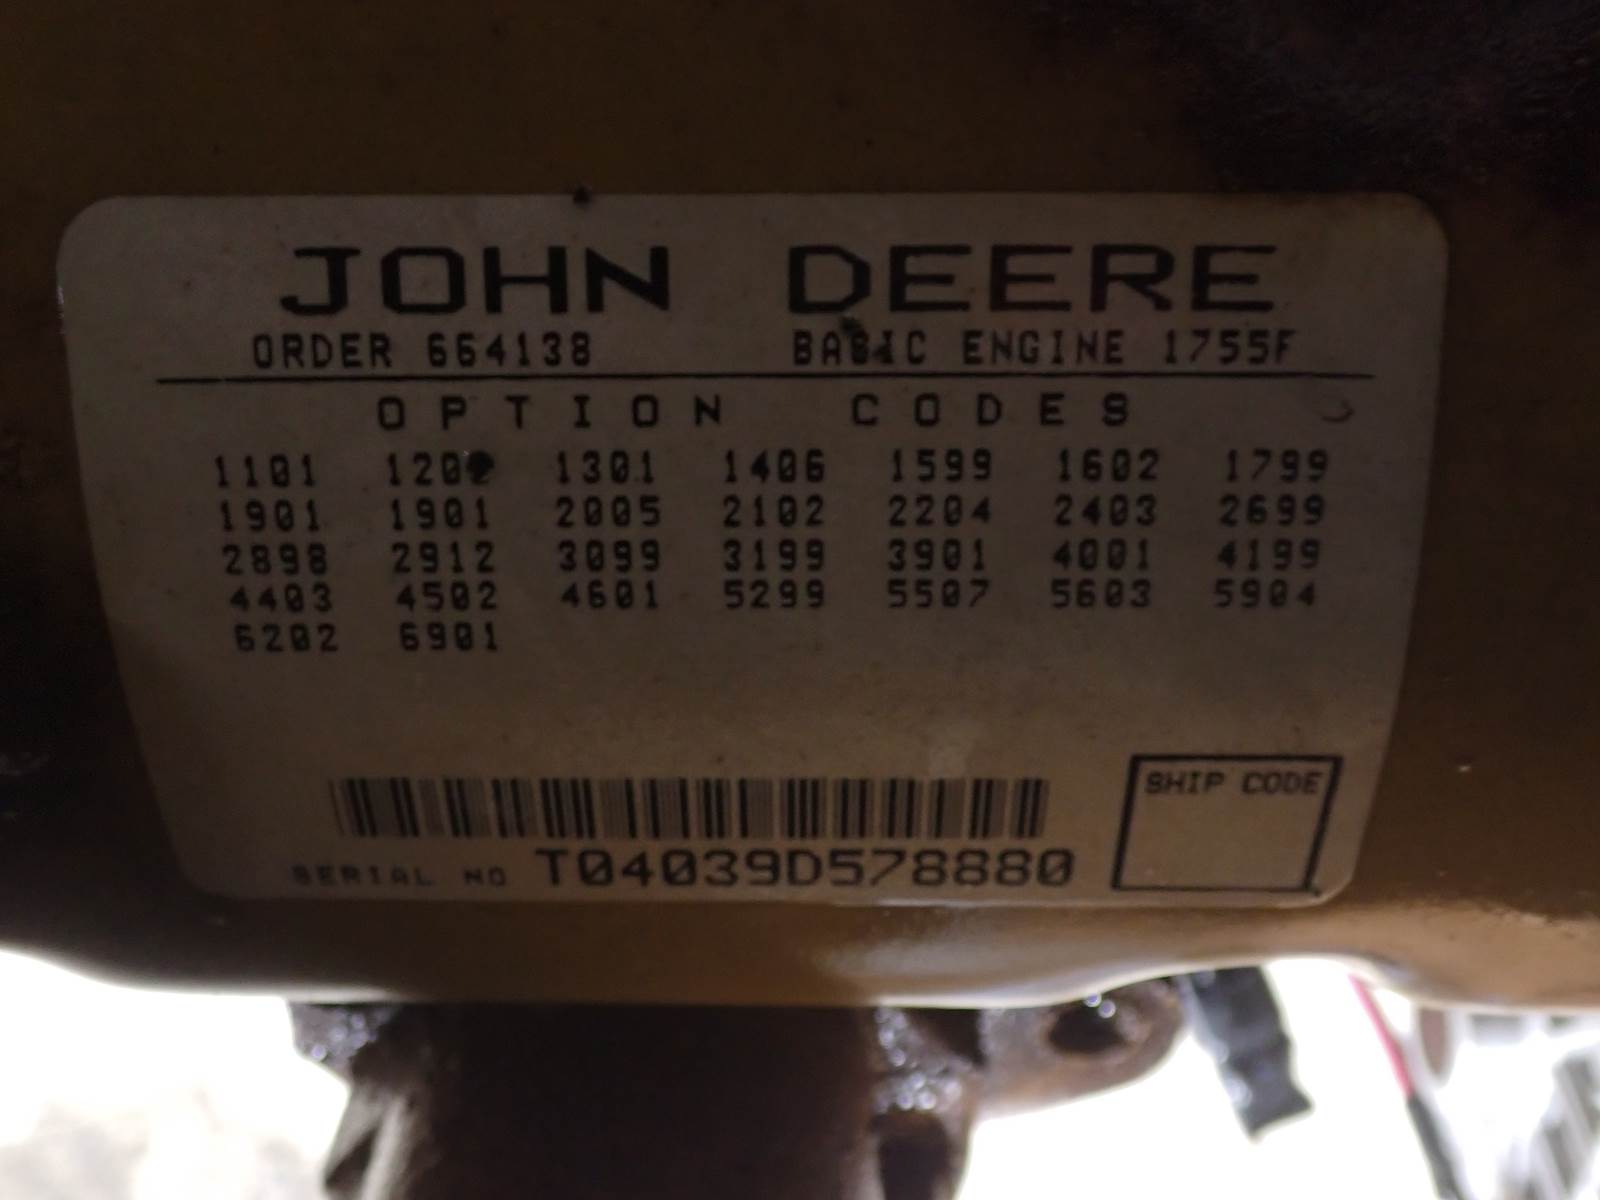 JOHN DEERE
ORDER 664138 BASIC ENGINE 1755F
OPTION CODES
1101 1301 1406 1599 1602 1799
1901 1901 2005 2102 2204 2403 2699
2898 2912 3099 3199 3901 4001 4199
4403 4502 4601 5299 5507 5603 5904
6202 6901
SHIP CODE
SERIAL NO T04039D578880